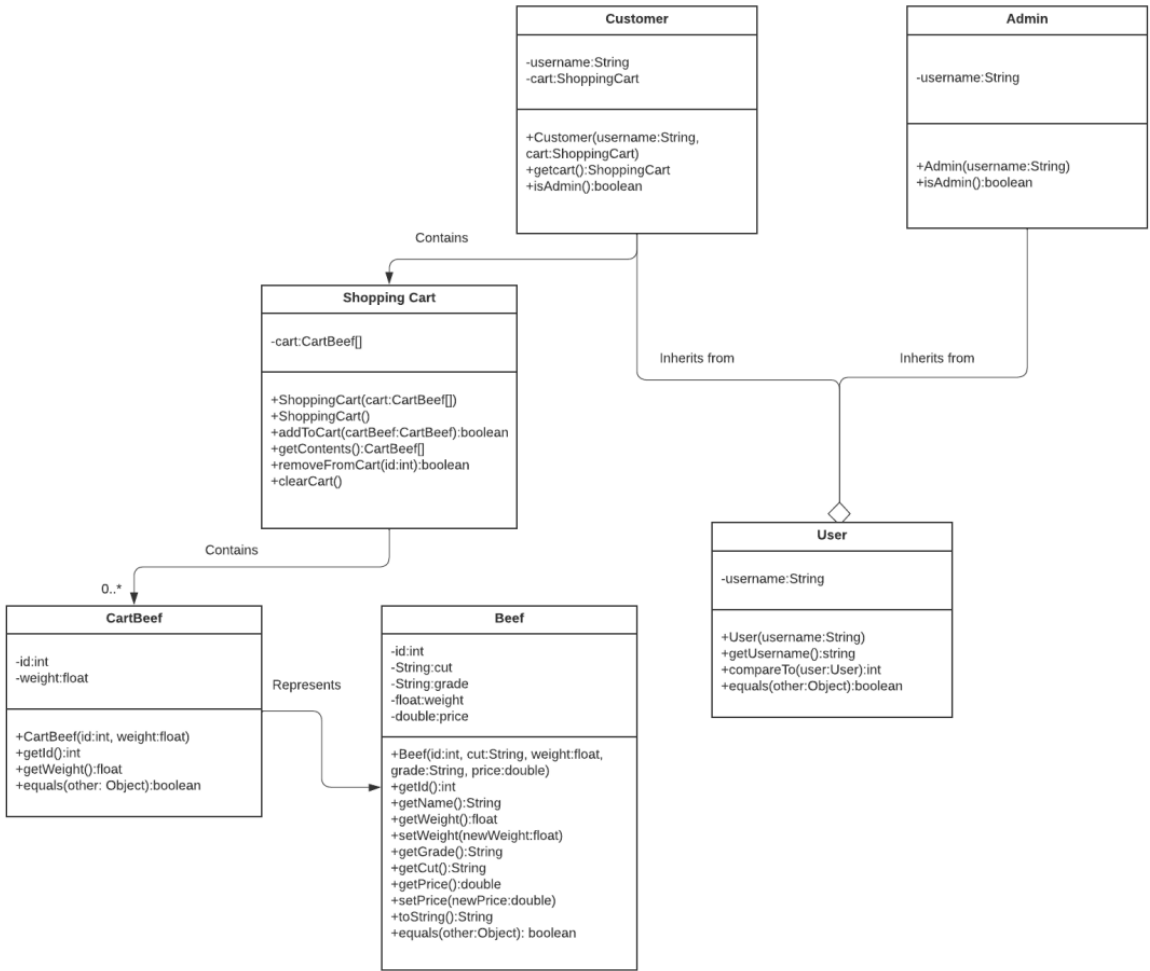 Customer
-username:String
-cart:ShoppingCart
+Customer(username:String,
cart:ShoppingCart)
+getcart():ShoppingCart
+isAdmin():boolean
Admin
-username:String
+Admin(username:String)
+isAdmin():boolean
Contains
Shopping Cart
-cart:CartBeef[]
+ShoppingCart(cart:CartBeef[])
+ShoppingCart()
+addToCart(cartBeef:CartBeef):boolean
+getContents():CartBeef[]
+removeFromCart(id:int):boolean
+clearCart()
Inherits from
Inherits from
Contains
0..*
CartBeef
-id:int
-weight:float
+CartBeef(id:int, weight:float)
+getId():int
+getWeight():float
+equals(other: Object):boolean
Represents
Beef
-id:int
-String:cut
-String:grade
-float:weight
-double:price
+Beef(id:int, cut:String, weight:float,
grade:String, price:double)
+getId():int
+getName():String
+getWeight():float
+setWeight(newWeight:float)
+getGrade():String
+getCut():String
+getPrice():double
+setPrice(newPrice:double)
+toString():String
+equals(other:Object): boolean
User
-username:String
+User(username:String)
+getUsername():string
+compareTo(user:User):int
+equals(other:Object):boolean